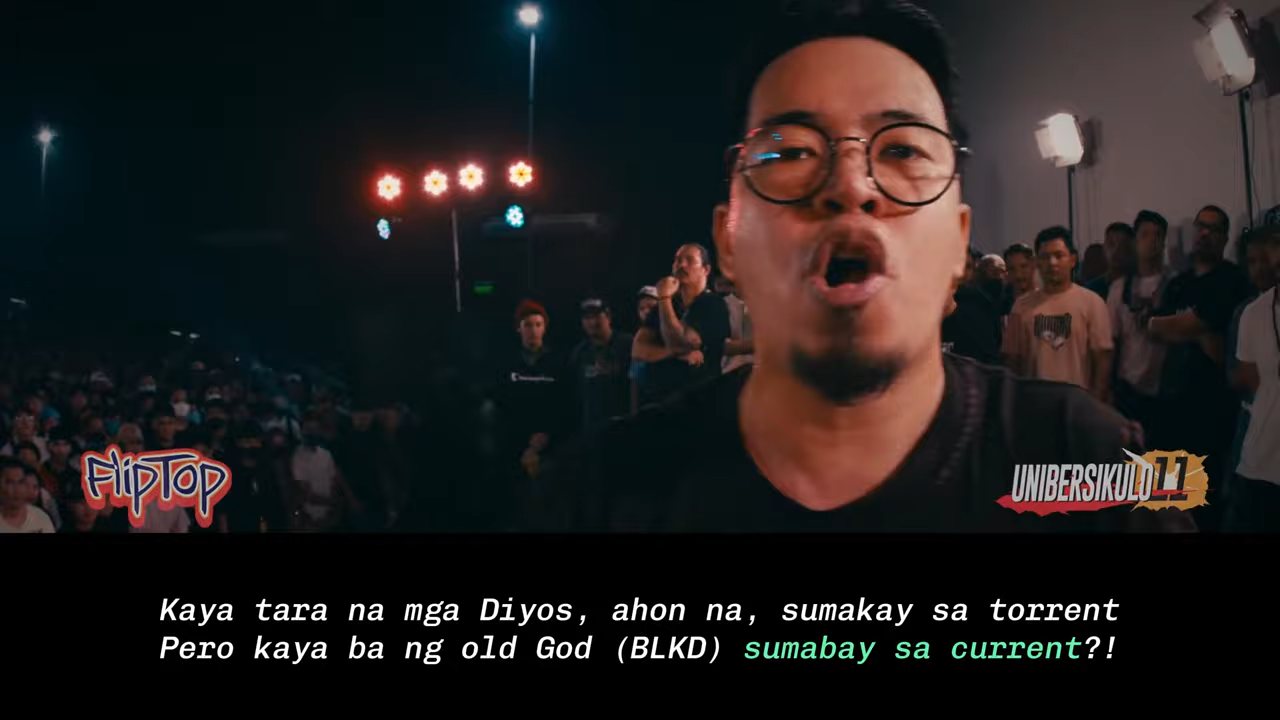 FlipTop
UNIBERSIKULO 11
Kaya tara na mga Diyos, ahon na, sumakay sa torrent
Pero kaya ba ng old God (BLKD) sumabay sa current?!